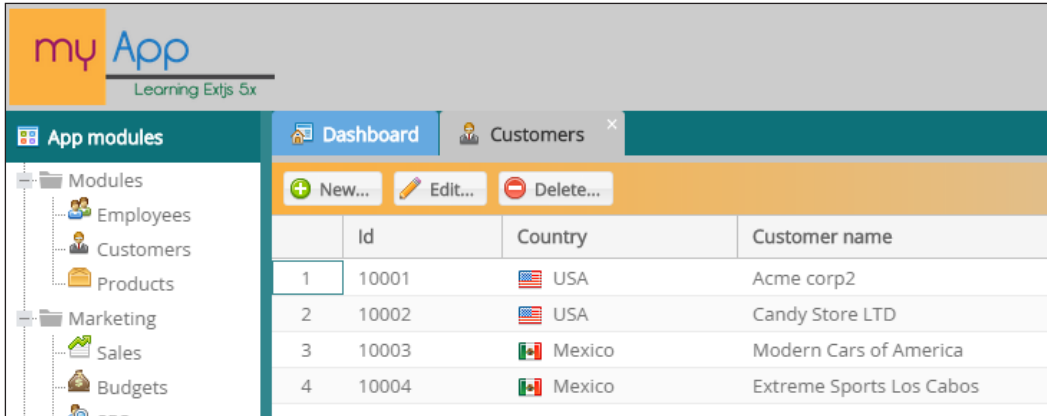 my App
Learning Extjs 5x
App modules
Dashboard
Customers
Modules
Employees
Customers
Products
Marketing
Sales
Budgets
New... Edit... Delete...
Id Country Customer name
1 10001 USA Acme corp2
2 10002 USA Candy Store LTD
3 10003 Mexico Modern Cars of America
4 10004 Mexico Extreme Sports Los Cabos